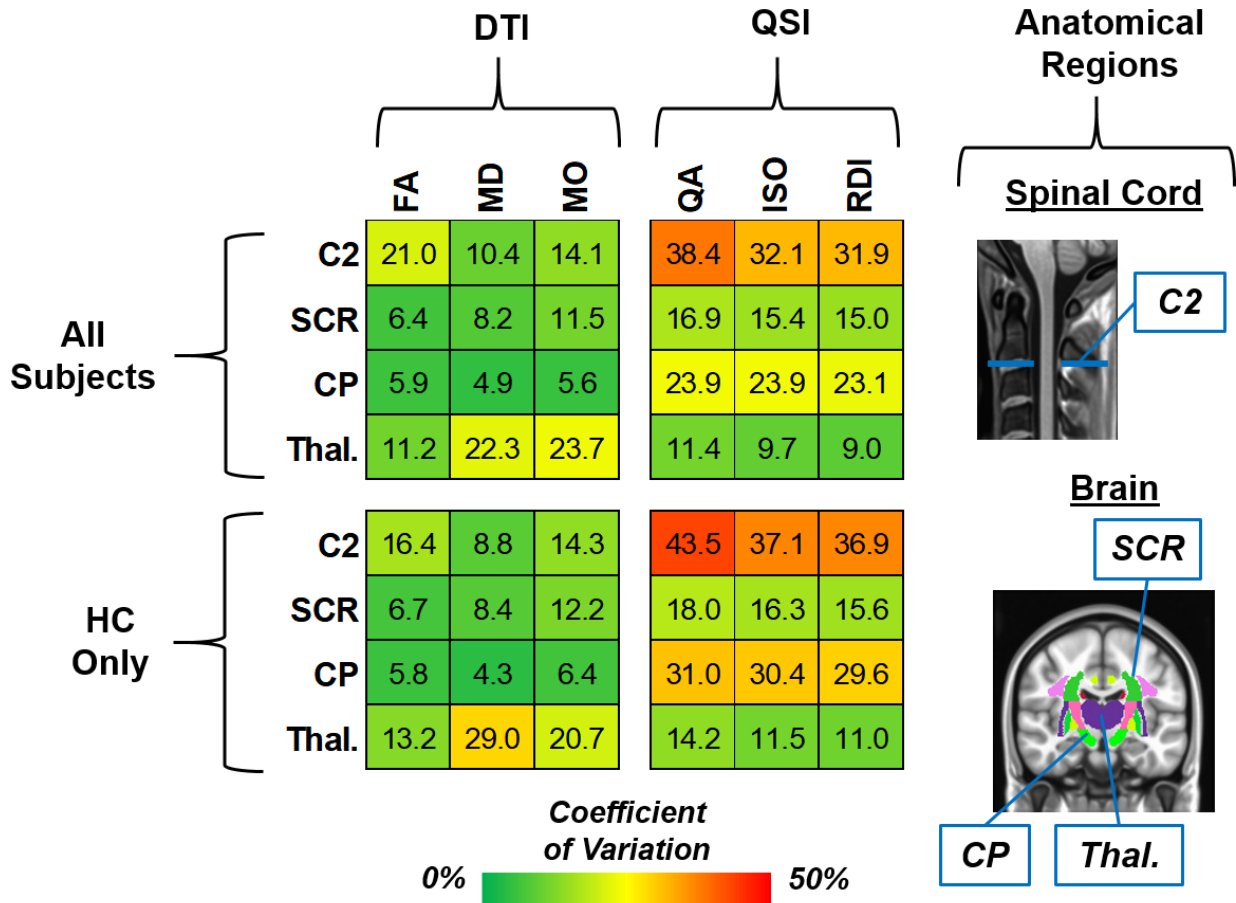 DTI
QSI
Anatomical
Regions
FA MD MO QA ISO RDI
Spinal Cord
All
Subjects
C2 21.0 10.4 14.1 38.4 32.1 31.9
SCR 6.4 8.2 11.5 16.9 15.4 15.0
CP 5.9 4.9 5.6 23.9 23.9 23.1
Thal. 11.2 22.3 23.7 11.4 9.7 9.0
C2
Brain
HC
Only
C2 16.4 8.8 14.3 43.5 37.1 36.9
SCR 6.7 8.4 12.2 18.0 16.3 15.6
CP 5.8 4.3 6.4 31.0 30.4 29.6
Thal. 13.2 29.0 20.7 14.2 11.5 11.0
SCR
CP
Thal.
Coefficient
of Variation
0% 50%